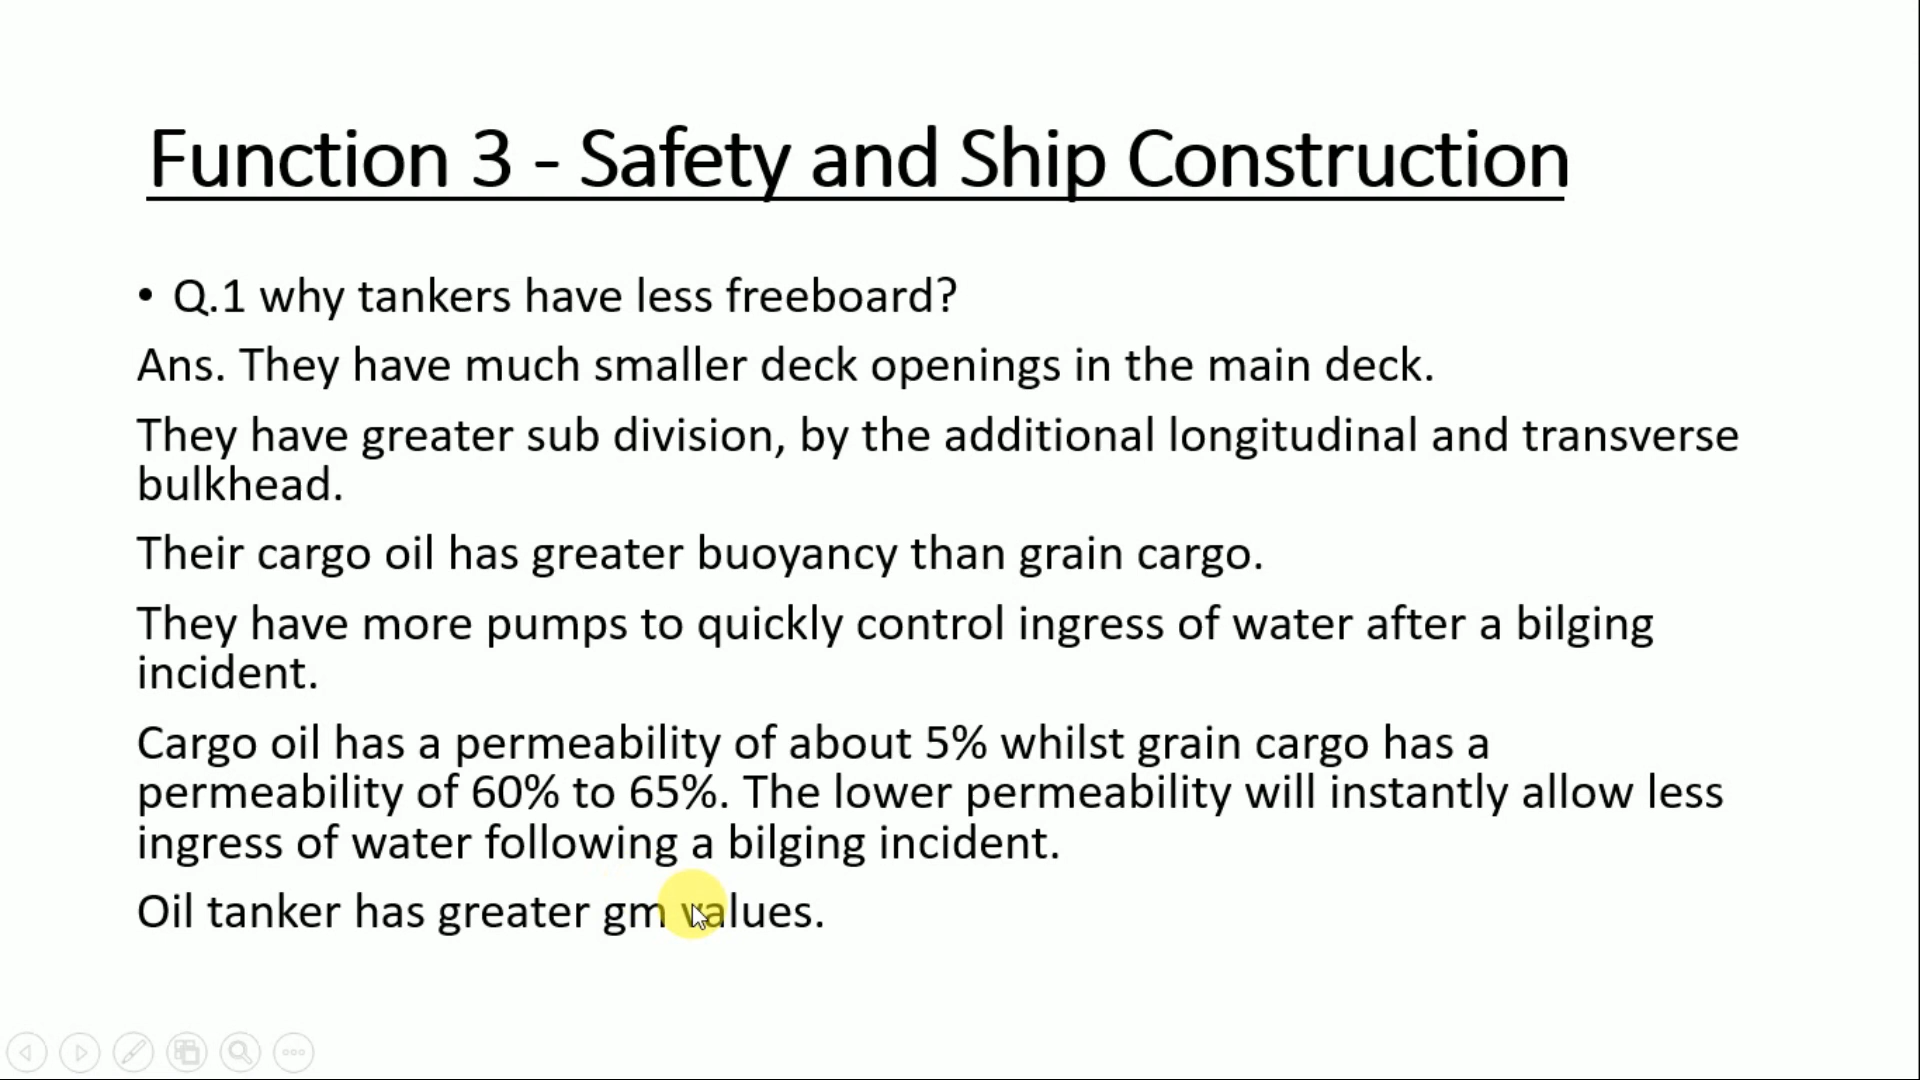 Function 3 - Safety and Ship Construction
• Q.1 why tankers have less freeboard?
Ans. They have much smaller deck openings in the main deck.
They have greater sub division, by the additional longitudinal and transverse
bulkhead.
Their cargo oil has greater buoyancy than grain cargo.
They have more pumps to quickly control ingress of water after a bilging
incident.
Cargo oil has a permeability of about 5% whilst grain cargo has a
permeability of 60% to 65%. The lower permeability will instantly allow less
ingress of water following a bilging incident.
Oil tanker has greater gm values.